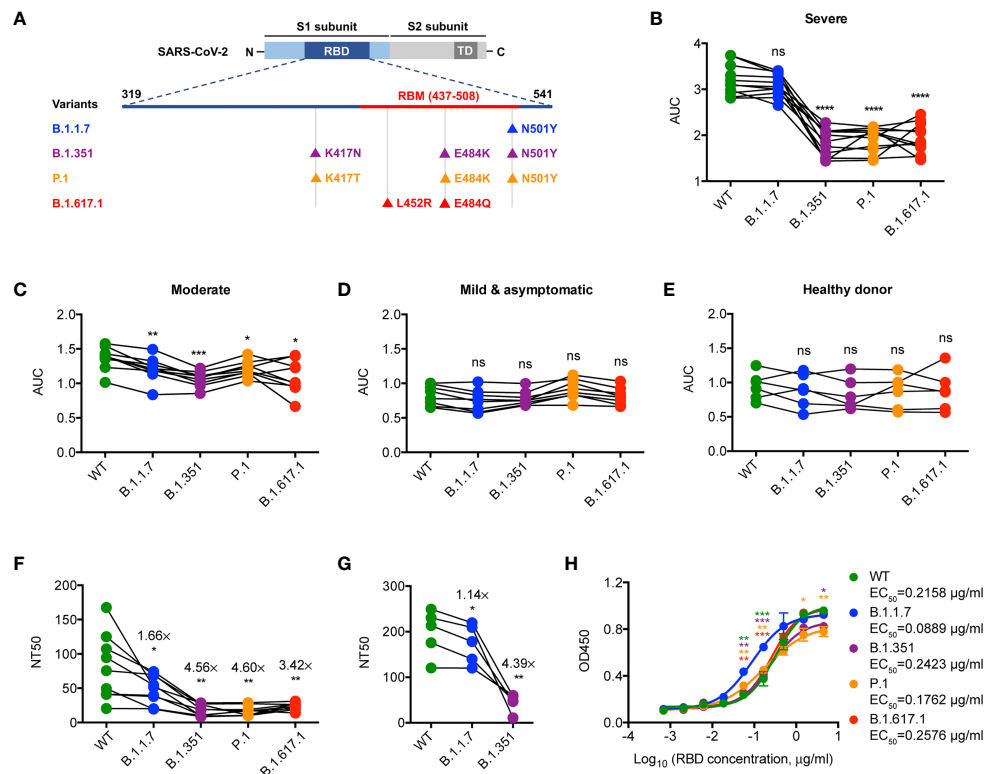 A
S1 subunit S2 subunit
SARS-CoV-2 N RBD TD C
319 RBM (437-508) 541
Variants
B.1.1.7 N501Y
B.1.351 K417N E484K N501Y
P.1 K417T E484K N501Y
B.1.617.1 L452R E484Q
B
Severe
AUC
4
3
2
1
ns **** **** ****
WT B.1.1.7 B.1.351 P.1 B.1.617.1
C
Moderate
AUC
2.0
1.5
1.0
0.5
0.0
** *** * *
WT B.1.1.7 B.1.351 P.1 B.1.617.1
D
Mild & asymptomatic
AUC
2.0
1.5
1.0
0.5
0.0
ns ns ns ns
WT B.1.1.7 B.1.351 P.1 B.1.617.1
E
Healthy donor
AUC
2.0
1.5
1.0
0.5
0.0
ns ns ns ns
WT B.1.1.7 B.1.351 P.1 B.1.617.1
F
NT50
200
150
100
50
0
1.66× 4.56× 4.60× 3.42×
* ** ** **
WT B.1.1.7 B.1.351 P.1 B.1.617.1
G
NT50
300
200
100
0
1.14×
*
4.39×
**
WT B.1.1.7 B.1.351
H
OD450
1.2
0.8
0.4
0.0
** *** * *
** *** **
** **
** ***
-4 -3 -2 -1 0 1
Log10 (RBD concentration, μg/ml)
WT
EC50=0.2158 μg/ml
B.1.1.7
EC50=0.0889 μg/ml
B.1.351
EC50=0.2423 μg/ml
P.1
EC50=0.1762 μg/ml
B.1.617.1
EC50=0.2576 μg/ml